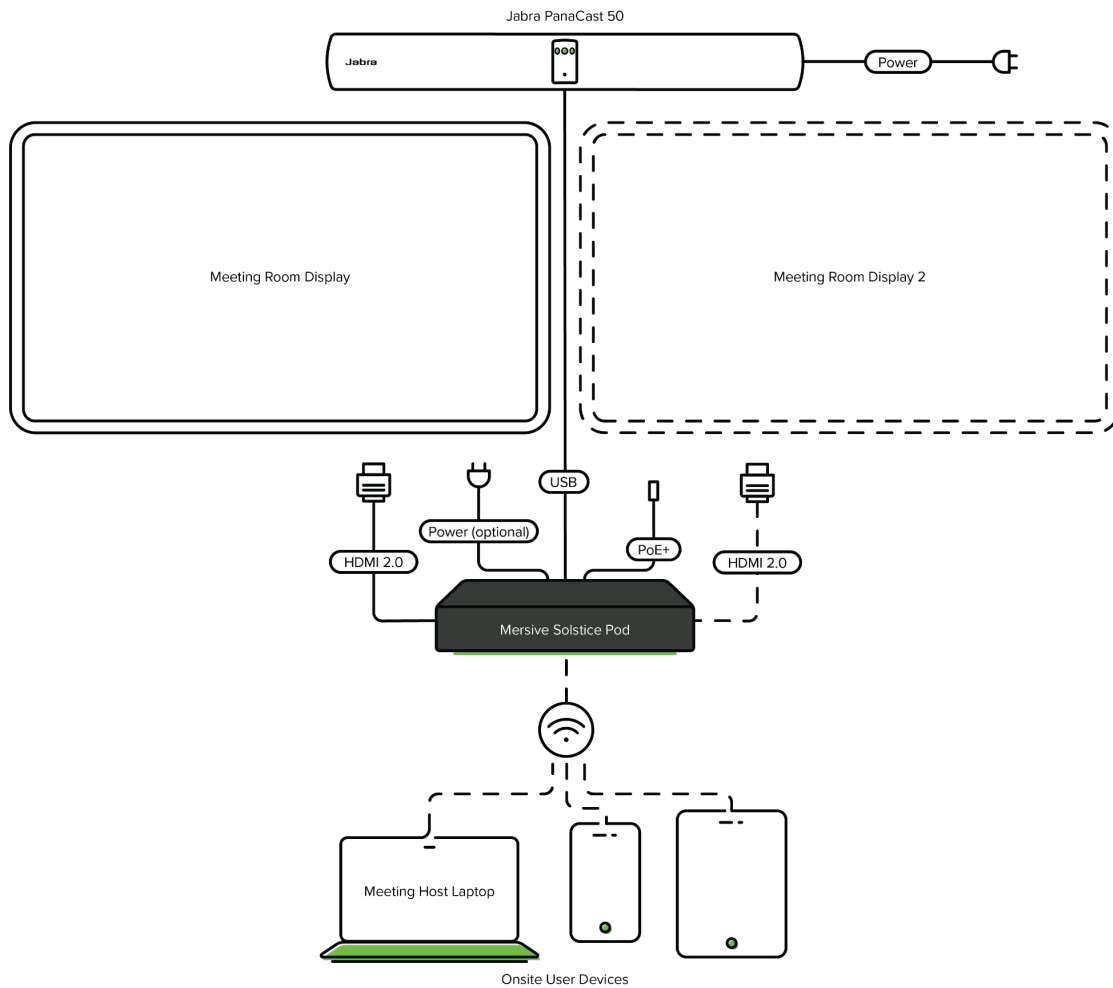 Jabra PanaCast 50
Jabra
Power
Meeting Room Display
Meeting Room Display 2
USB
Power (optional)
PoE+
HDMI 2.0
HDMI 2.0
Mersive Solstice Pod
Meeting Host Laptop
Onsite User Devices